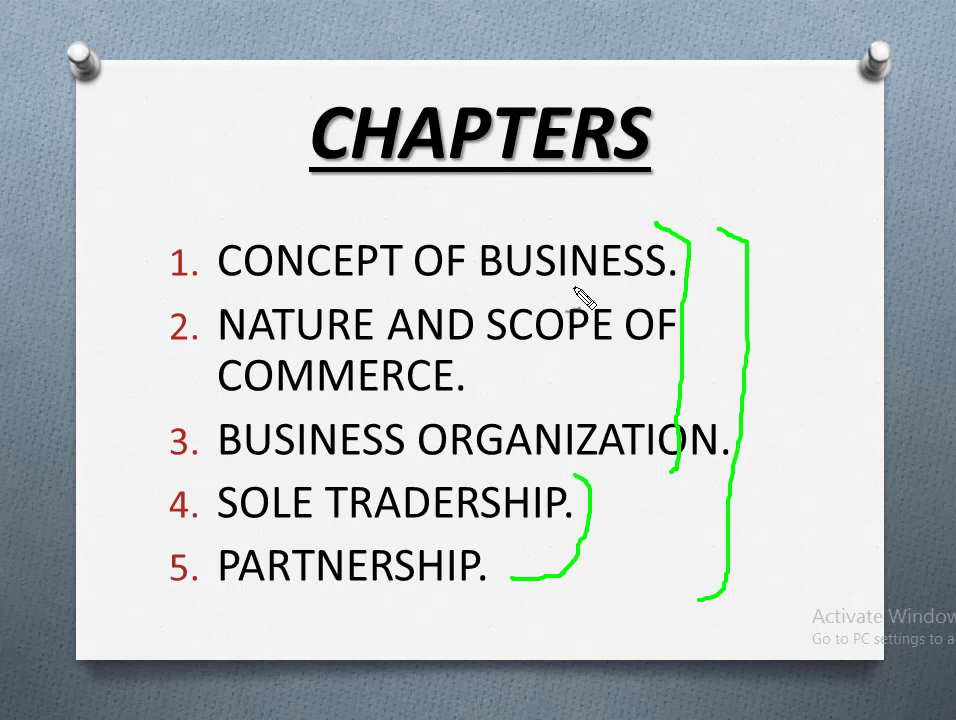 CHAPTERS
1. CONCEPT OF BUSINESS.
2. NATURE AND SCOPE OF
COMMERCE.
3. BUSINESS ORGANIZATION.
4. SOLE TRADERSHIP.
5. PARTNERSHIP.
Activate Window
Go to PC settings to a